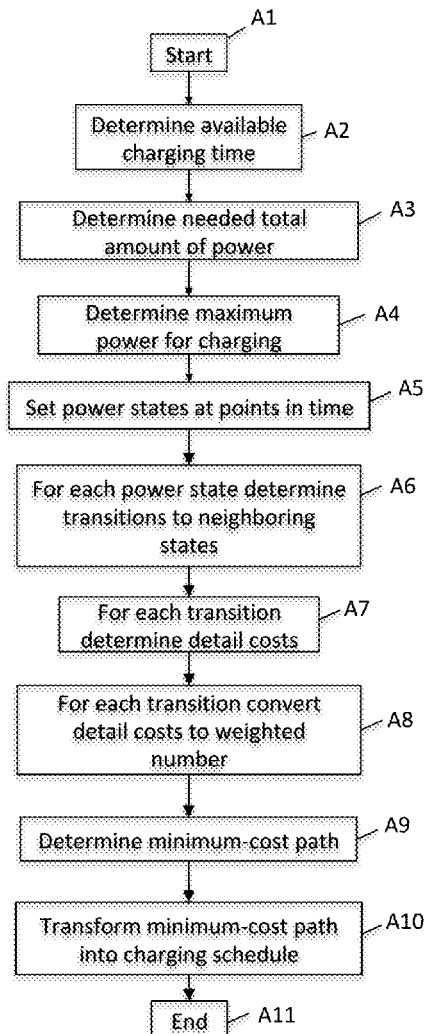 A1
Start
Determine available
charging time
A2
Determine needed total
amount of power
A3
Determine maximum
power for charging
A4
Set power states at points in time
A5
For each power state determine
transitions to neighboring
states
A6
For each transition
determine detail costs
A7
For each transition convert
detail costs to weighted
number
A8
Determine minimum-cost path
A9
Transform minimum-cost path
into charging schedule
A10
End
A11